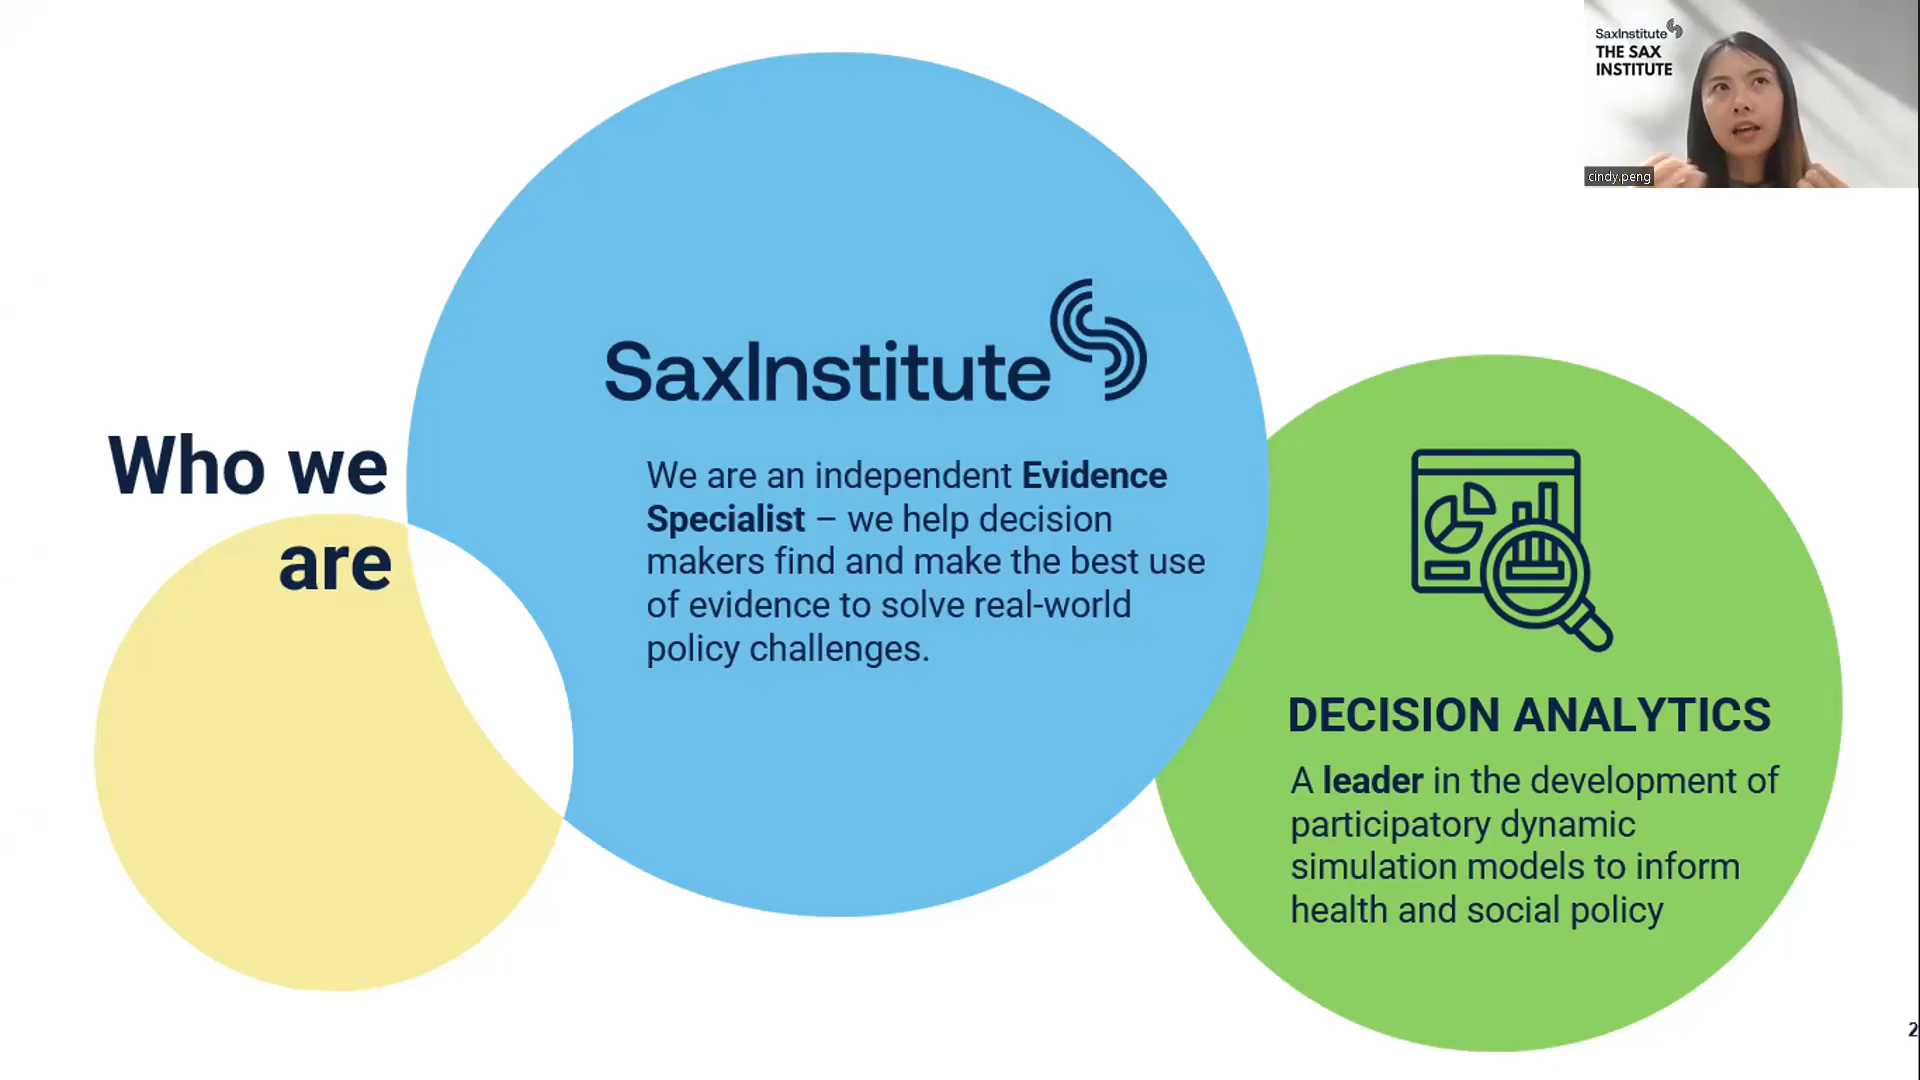 SaxInstitute
THE SAX
INSTITUTE
cindy.peng
Who we
are
SaxInstitute
We are an independent Evidence
Specialist – we help decision
makers find and make the best use
of evidence to solve real-world
policy challenges.
DECISION ANALYTICS
A leader in the development of
participatory dynamic
simulation models to inform
health and social policy
2